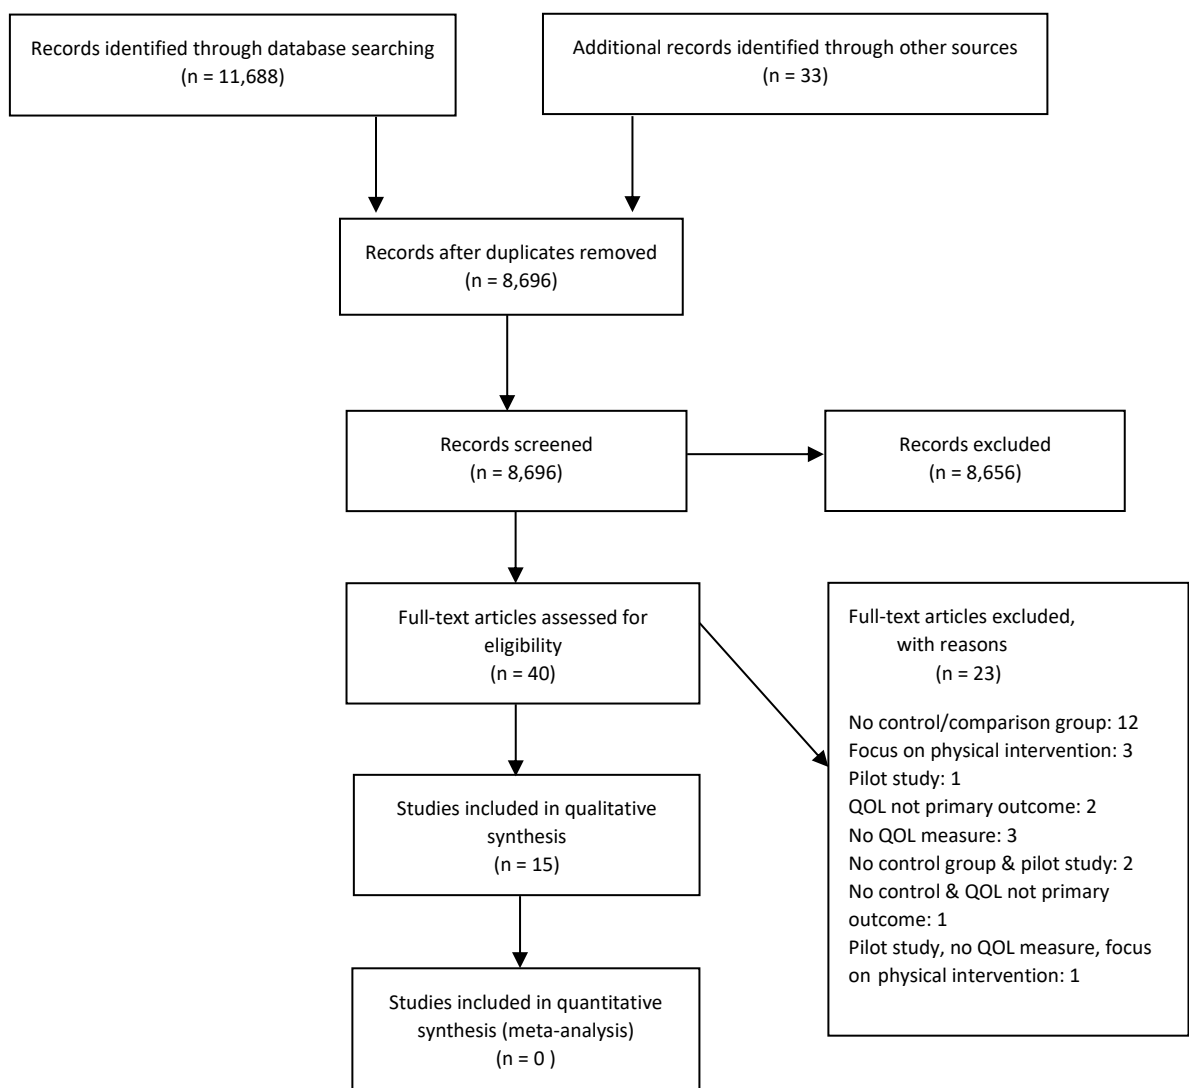 Records identified through database searching
(n = 11,688)
Additional records identified through other sources
(n = 33)
Records after duplicates removed
(n = 8,696)
Records screened
(n = 8,696)
Records excluded
(n = 8,656)
Full-text articles assessed for
eligibility
(n = 40)
Full-text articles excluded,
with reasons
(n = 23)
No control/comparison group: 12
Focus on physical intervention: 3
Pilot study: 1
QOL not primary outcome: 2
No QOL measure: 3
No control group & pilot study: 2
No control & QOL not primary
outcome: 1
Pilot study, no QOL measure, focus
on physical intervention: 1
Studies included in qualitative
synthesis
(n = 15)
Studies included in quantitative
synthesis (meta-analysis)
(n = 0 )